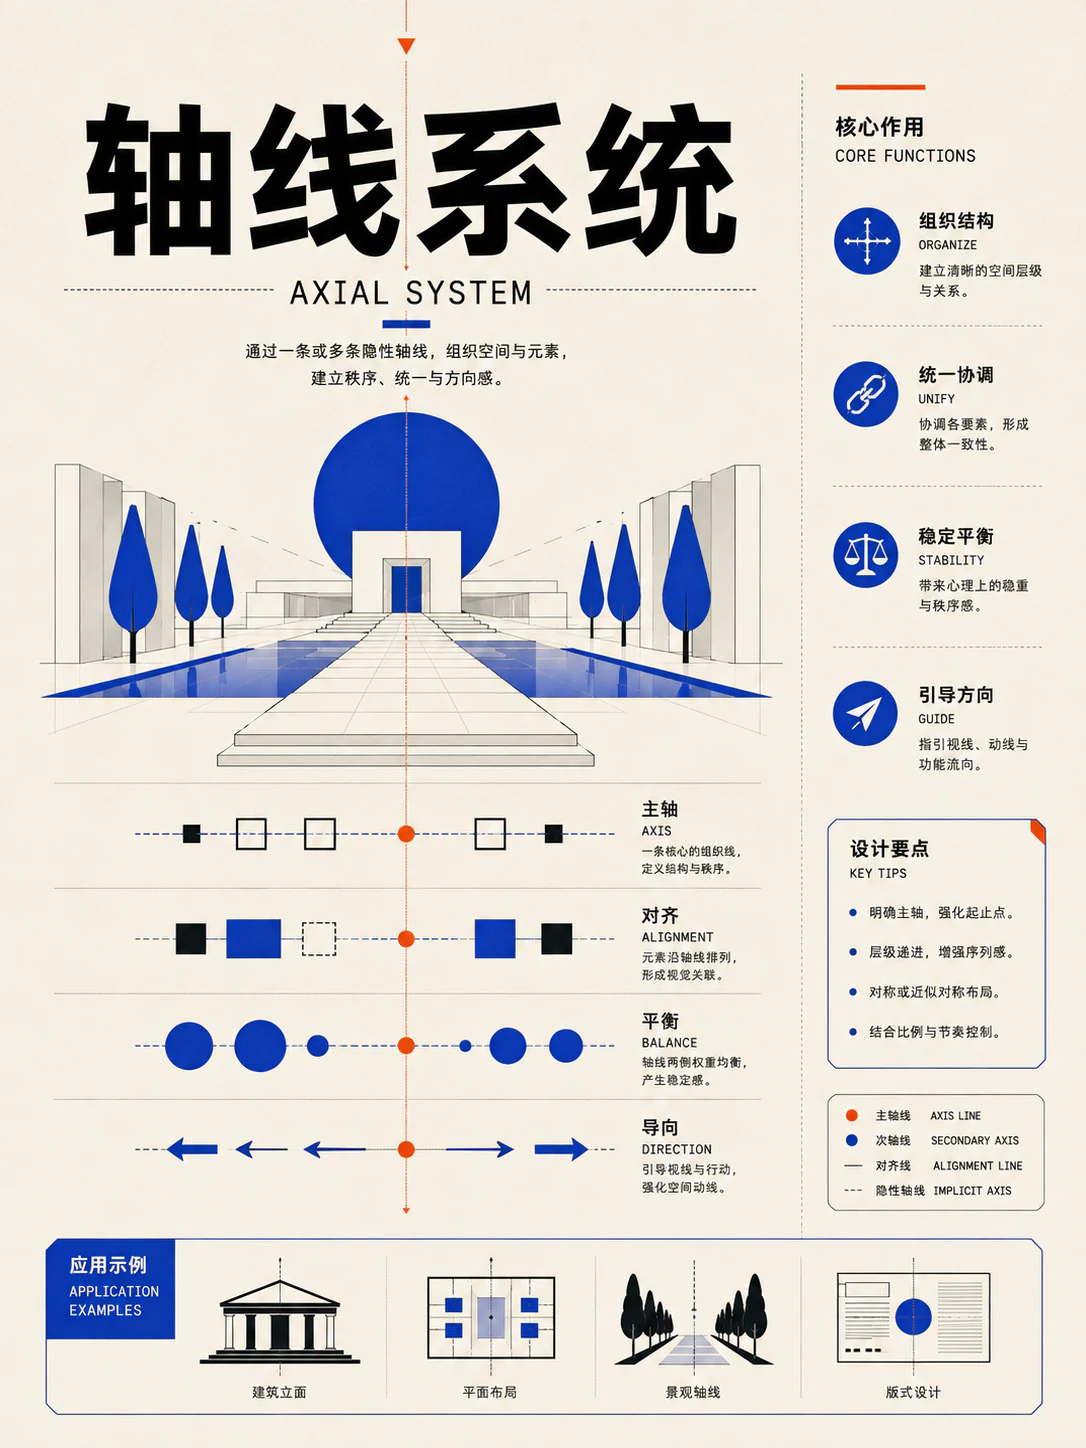 轴线系统
AXIAL SYSTEM
通过一条或多条隐性轴线，组织空间与元素，
建立秩序、统一与方向感。
核心作用
CORE FUNCTIONS
组织结构
ORGANIZE
建立清晰的空间层级
与关系。
统一协调
UNIFY
协调各要素，形成
整体一致性。
稳定平衡
STABILITY
带来心理上的稳重
与秩序感。
引导方向
GUIDE
指引视线、动线与
功能流向。
主轴
AXIS
一条核心的组织线，
定义结构与秩序。
对齐
ALIGNMENT
元素沿轴线排列，
形成视觉关联。
平衡
BALANCE
轴线两侧权重均衡，
产生稳定感。
导向
DIRECTION
引导视线与行动，
强化空间动线。
设计要点
KEY TIPS
明确主轴，强化起止点。
层级递进，增强序列感。
对称或近似对称布局。
结合比例与节奏控制。
主轴线 AXIS LINE
次轴线 SECONDARY AXIS
对齐线 ALIGNMENT LINE
隐性轴线 IMPLICIT AXIS
应用示例
APPLICATION
EXAMPLES
建筑立面
平面布局
景观轴线
版式设计